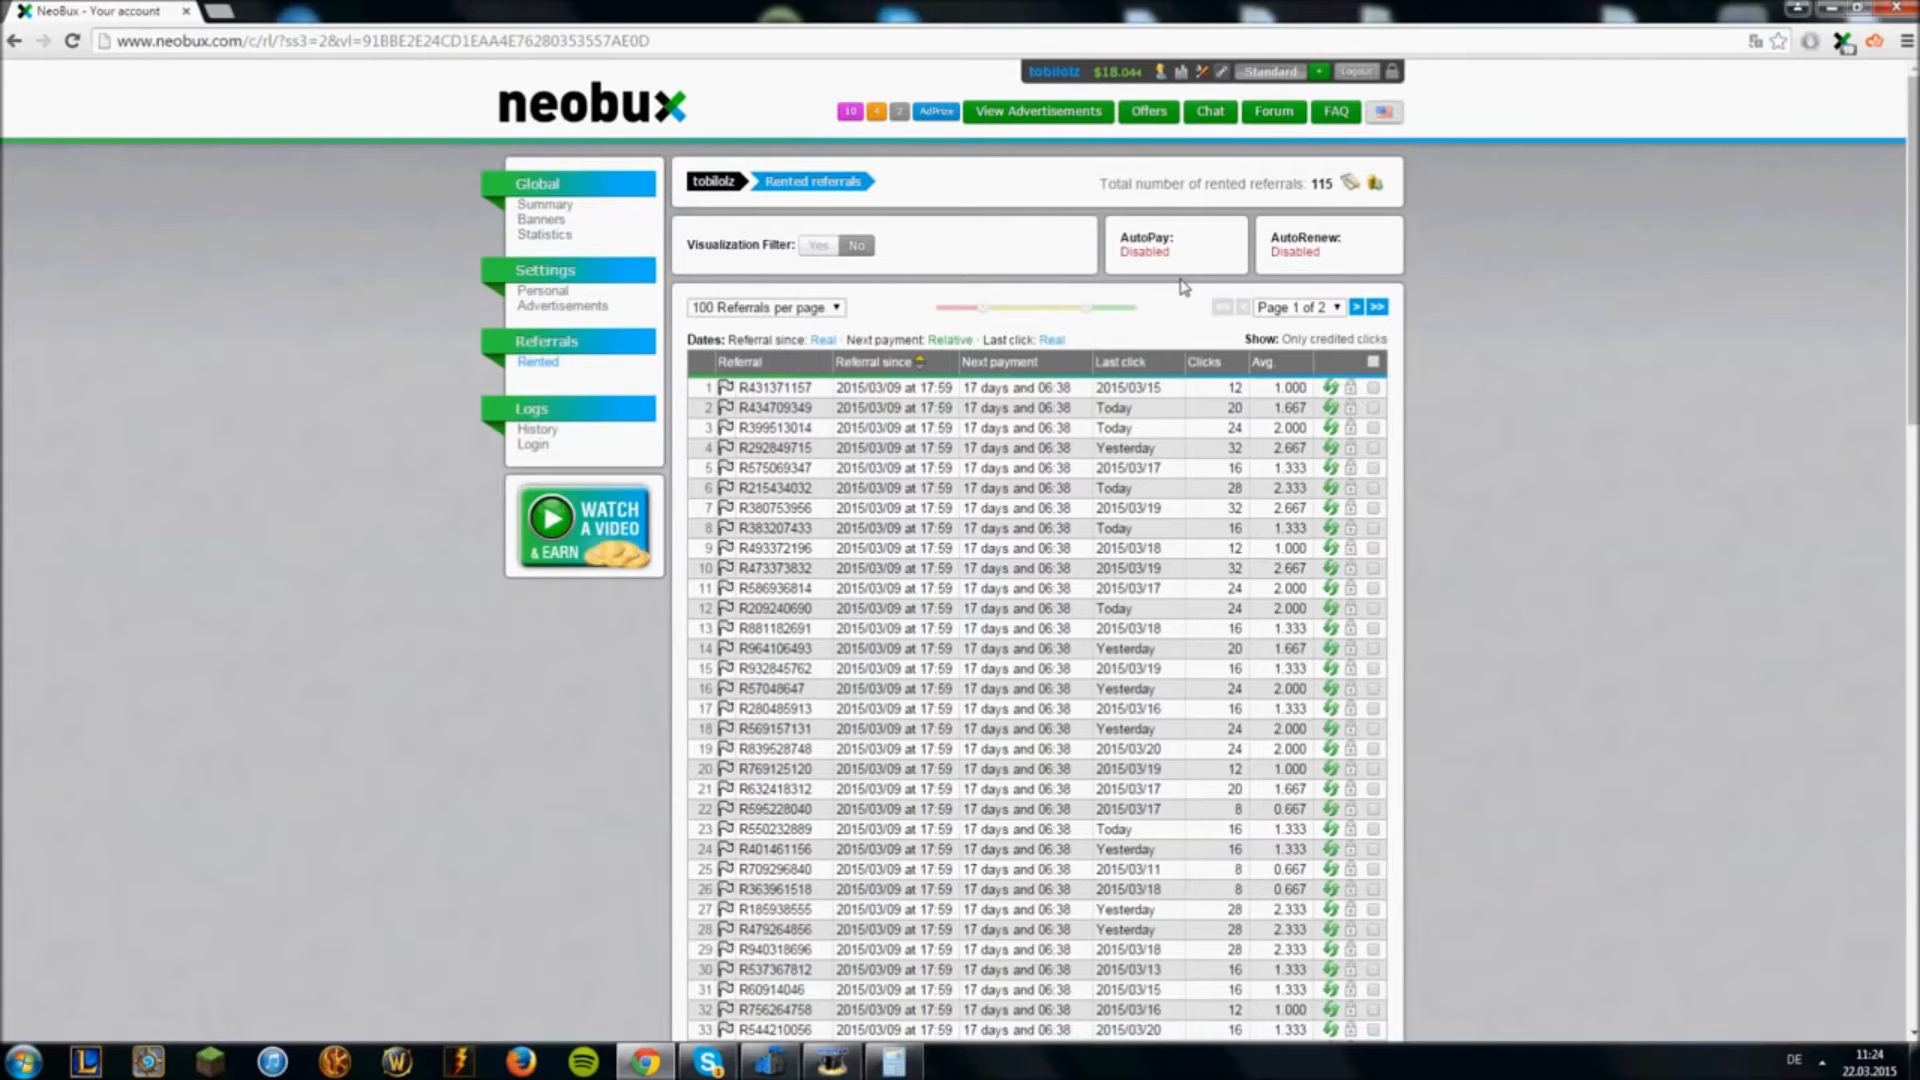 NeoBux - Your account
www.neobux.com/c/rl/?ss3=2&vl=91BBE2E24CD1EAA4E76280353557AE0D
tobilolz $18.044 Standard + Logout
neobux
10 4 2 AdPrize View Advertisements Offers Chat Forum FAQ
Global
Summary
Banners
Statistics
Settings
Personal
Advertisements
Referrals
Rented
Logs
History
Login
WATCH
A VIDEO
& EARN
tobilolz Rented referrals Total number of rented referrals: 115
Visualization Filter: Yes No
AutoPay:
Disabled
AutoRenew:
Disabled
100 Referrals per page Page 1 of 2 > >>
Dates: Referral since: Real · Next payment: Relative · Last click: Real Show: Only credited clicks
Referral Referral since Next payment Last click Clicks Avg.
1 R431371157 2015/03/09 at 17:59 17 days and 06:38 2015/03/15 12 1.000
2 R434709349 2015/03/09 at 17:59 17 days and 06:38 Today 20 1.667
3 R399513014 2015/03/09 at 17:59 17 days and 06:38 Today 24 2.000
4 R292849715 2015/03/09 at 17:59 17 days and 06:38 Yesterday 32 2.667
5 R575069347 2015/03/09 at 17:59 17 days and 06:38 2015/03/17 16 1.333
6 R215434032 2015/03/09 at 17:59 17 days and 06:38 Today 28 2.333
7 R380753956 2015/03/09 at 17:59 17 days and 06:38 2015/03/19 32 2.667
8 R383207433 2015/03/09 at 17:59 17 days and 06:38 Today 16 1.333
9 R493372196 2015/03/09 at 17:59 17 days and 06:38 2015/03/18 12 1.000
10 R473373832 2015/03/09 at 17:59 17 days and 06:38 2015/03/19 32 2.667
11 R586936814 2015/03/09 at 17:59 17 days and 06:38 2015/03/17 24 2.000
12 R209240690 2015/03/09 at 17:59 17 days and 06:38 Today 24 2.000
13 R881182691 2015/03/09 at 17:59 17 days and 06:38 2015/03/18 16 1.333
14 R964106493 2015/03/09 at 17:59 17 days and 06:38 Yesterday 20 1.667
15 R932845762 2015/03/09 at 17:59 17 days and 06:38 2015/03/19 16 1.333
16 R57048647 2015/03/09 at 17:59 17 days and 06:38 Yesterday 24 2.000
17 R280485913 2015/03/09 at 17:59 17 days and 06:38 2015/03/16 16 1.333
18 R569157131 2015/03/09 at 17:59 17 days and 06:38 Yesterday 24 2.000
19 R839528748 2015/03/09 at 17:59 17 days and 06:38 2015/03/20 24 2.000
20 R769125120 2015/03/09 at 17:59 17 days and 06:38 2015/03/19 12 1.000
21 R632418312 2015/03/09 at 17:59 17 days and 06:38 2015/03/17 20 1.667
22 R595228040 2015/03/09 at 17:59 17 days and 06:38 2015/03/17 8 0.667
23 R550232889 2015/03/09 at 17:59 17 days and 06:38 Today 16 1.333
24 R401461156 2015/03/09 at 17:59 17 days and 06:38 Yesterday 16 1.333
25 R709296840 2015/03/09 at 17:59 17 days and 06:38 2015/03/11 8 0.667
26 R363961518 2015/03/09 at 17:59 17 days and 06:38 2015/03/18 8 0.667
27 R185938555 2015/03/09 at 17:59 17 days and 06:38 Yesterday 28 2.333
28 R479264856 2015/03/09 at 17:59 17 days and 06:38 Yesterday 28 2.333
29 R940318696 2015/03/09 at 17:59 17 days and 06:38 2015/03/18 28 2.333
30 R537367812 2015/03/09 at 17:59 17 days and 06:38 2015/03/13 16 1.333
31 R60914046 2015/03/09 at 17:59 17 days and 06:38 2015/03/15 16 1.333
32 R756264758 2015/03/09 at 17:59 17 days and 06:38 2015/03/16 12 1.000
33 R544210056 2015/03/09 at 17:59 17 days and 06:38 2015/03/20 16 1.333
DE
11:24
22.03.2015